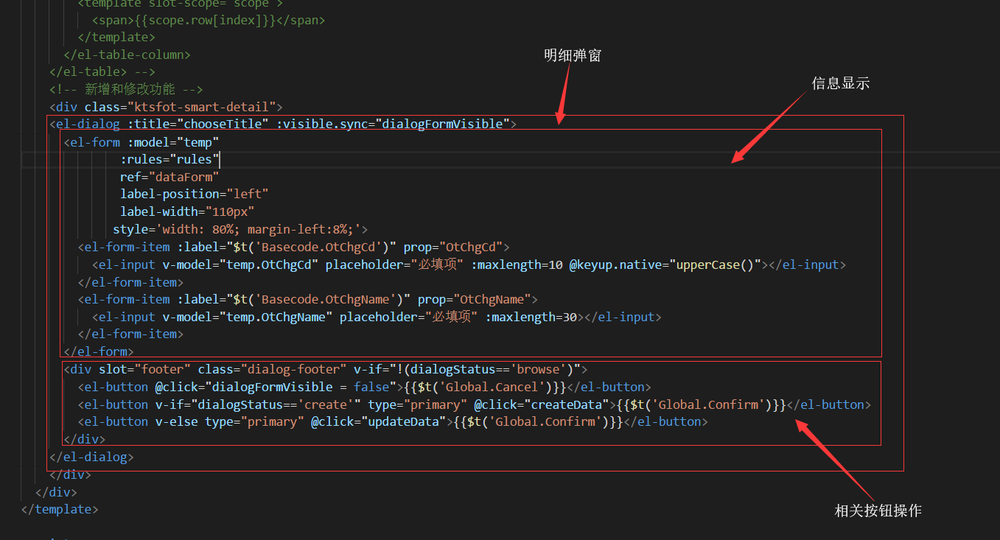 <template slot-scope="scope">
<span>{{scope.row[index]}}</span>
</template>
</el-table-column>
明细弹窗
</el-table> -->
信息显示
<!-- 新增和修改功能 -->
<div class="ktsfot-smart-detail">
<el-dialog :title="chooseTitle" :visible.sync="dialogFormVisible">
<el-form :model="temp"
:rules="rules"
ref="dataForm"
label-position="left"
label-width="110px"
style='width: 80%; margin-left:8%;'>
<el-form-item :label="$t('Basecode.OtChgCd')" prop="OtChgCd">
<el-input v-model="temp.OtChgCd" placeholder="必填项" :maxlength=10 @keyup.native="upperCase()"></el-input>
</el-form-item>
<el-form-item :label="$t('Basecode.OtChgName')" prop="OtChgName">
<el-input v-model="temp.OtChgName" placeholder="必填项" :maxlength=30></el-input>
</el-form-item>
</el-form>
<div slot="footer" class="dialog-footer" v-if="!(dialogStatus=='browse')">
<el-button @click="dialogFormVisible = false">{{$t('Global.Cancel')}}</el-button>
<el-button v-if="dialogStatus=='create'" type="primary" @click="createData">{{$t('Global.Confirm')}}</el-button>
<el-button v-else type="primary" @click="updateData">{{$t('Global.Confirm')}}</el-button>
</div>
</el-dialog>
</div>
</div>
相关按钮操作
</template>